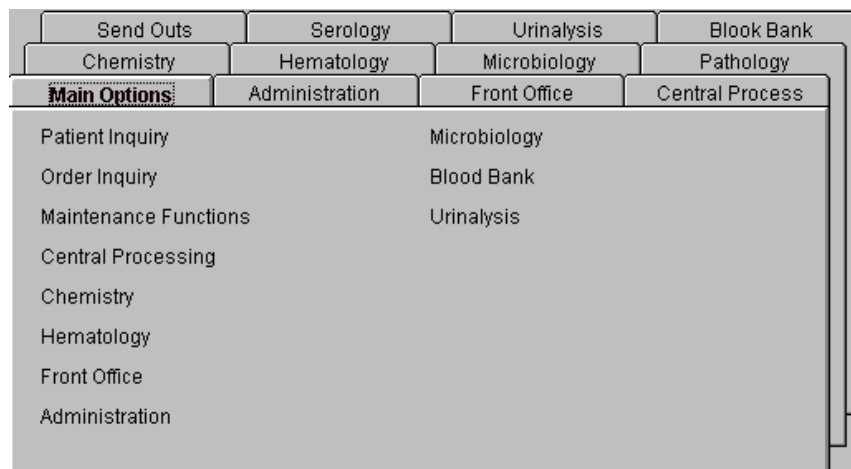 Send Outs Serology Urinalysis Blook Bank
Chemistry Hematology Microbiology Pathology
Main Options Administration Front Office Central Process
Patient Inquiry Microbiology
Order Inquiry Blood Bank
Maintenance Functions Urinalysis
Central Processing
Chemistry
Hematology
Front Office
Administration